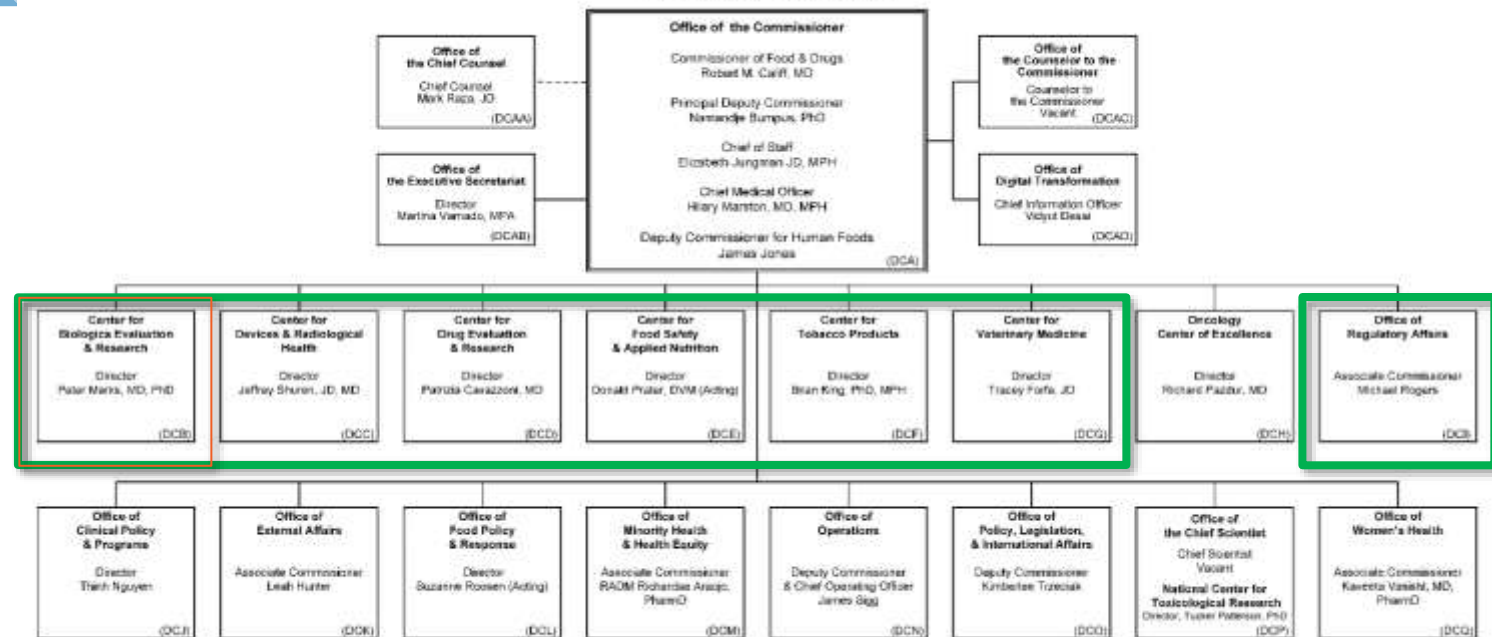 Office of the Commissioner
Commissioner of Food & Drugs
Robert M. Califf, MD
Principal Deputy Commissioner
Namandje Bumpus, PhD
Chief of Staff
Elizabeth Jungman JD, MPH
Chief Medical Officer
Hilary Marston, MD, MPH
Deputy Commissioner for Human Foods
James Jones
(DCA)
Office of
the Chief Counsel
Chief Counsel
Mark Raza, JD
(DCAA)
Office of
the Counselor to the
Commissioner
Counselor to
the Commissioner
Vacant
(DCAC)
Office of
the Executive Secretariat
Director
Martina Varnado, MPA
(DCAB)
Office of
Digital Transformation
Chief Information Officer
Vidyut Desai
(DCAD)
Center for
Biologics Evaluation
& Research
Director
Peter Marks, MD, PhD
(DCB)
Center for
Devices & Radiological
Health
Director
Jeffrey Shuren, JD, MD
(DCC)
Center for
Drug Evaluation
& Research
Director
Patrizia Cavazzoni, MD
(DCD)
Center for
Food Safety
& Applied Nutrition
Director
Donald Prater, DVM (Acting)
(DCE)
Center for
Tobacco Products
Director
Brian King, PhD, MPH
(DCF)
Center for
Veterinary Medicine
Director
Tracey Forfa, JD
(DCG)
Oncology
Center of Excellence
Director
Richard Pazdur, MD
(DCH)
Office of
Regulatory Affairs
Associate Commissioner
Michael Rogers
(DCI)
Office of
Clinical Policy
& Programs
Director
Thinh Nguyen
(DCJ)
Office of
External Affairs
Associate Commissioner
Leah Hunter
(DCK)
Office of
Food Policy
& Response
Director
Suzanne Roosen (Acting)
(DCL)
Office of
Minority Health
& Health Equity
Associate Commissioner
RADM Richardae Araojo,
PharmD
(DCM)
Office of
Operations
Deputy Commissioner
& Chief Operating Officer
James Sigg
(DCN)
Office of
Policy, Legislation,
& International Affairs
Deputy Commissioner
Kimberlee Trzeciak
(DCO)
Office of
the Chief Scientist
Chief Scientist
Vacant
National Center for
Toxicological Research
Director, Tucker Patterson, PhD
(DCP)
Office of
Women's Health
Associate Commissioner
Kaveeta Vasisht, MD,
PharmD
(DCQ)